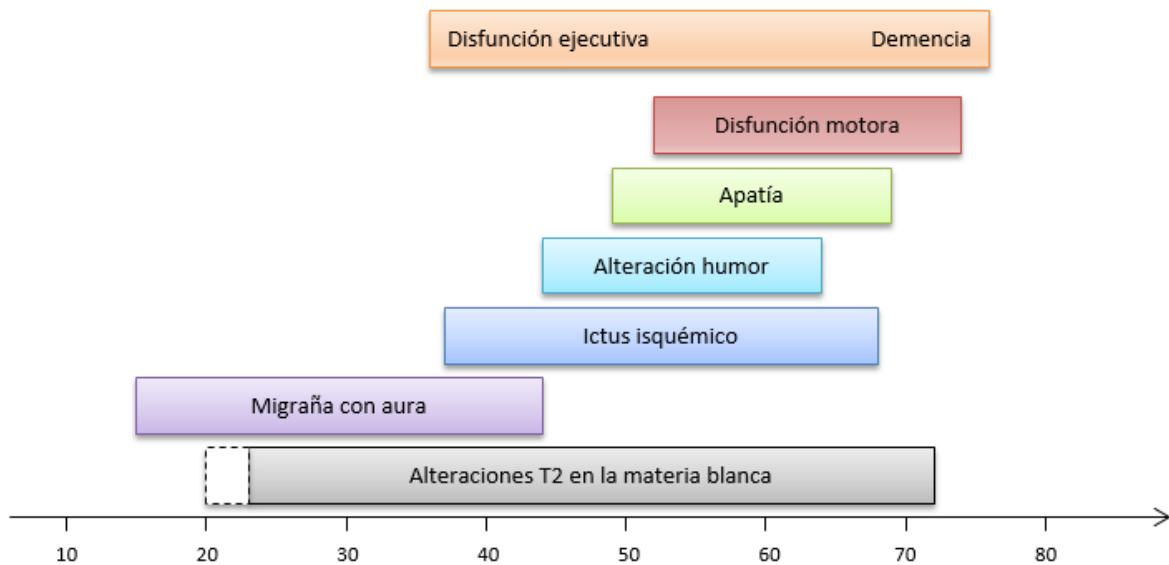 Disfunción ejecutiva Demencia
Disfunción motora
Apatía
Alteración humor
Ictus isquémico
Migraña con aura
Alteraciones T2 en la materia blanca
10 20 30 40 50 60 70 80